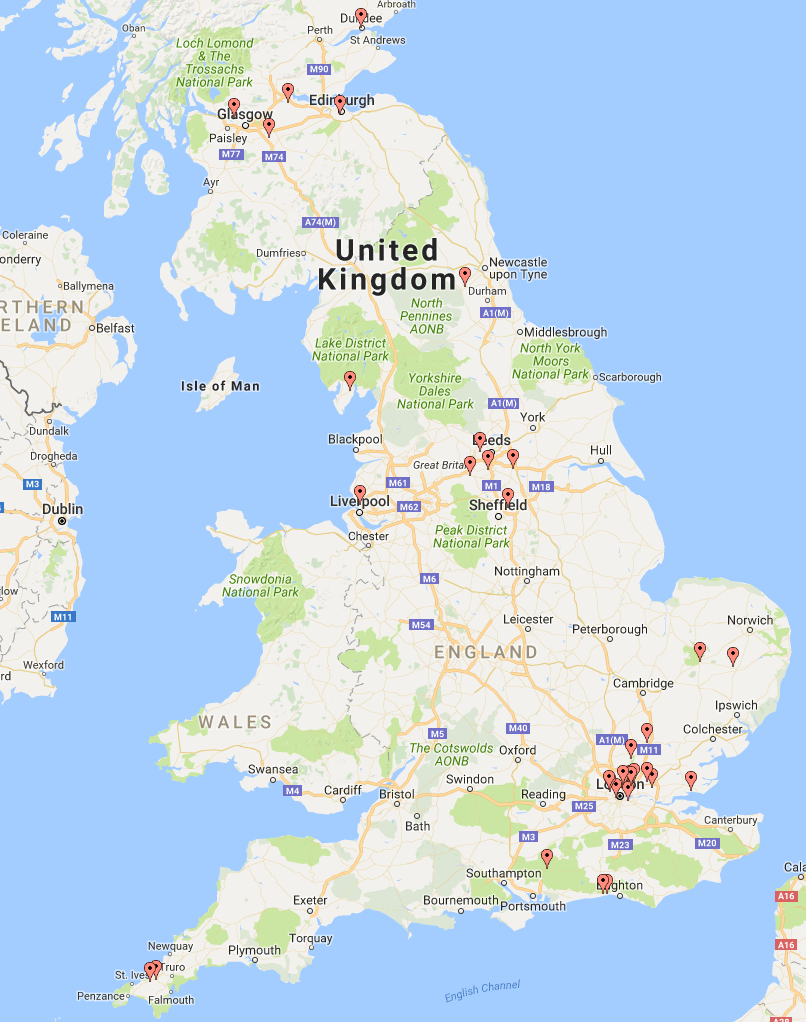 Arbroath
Oban
Dundee
Perth
St Andrews
Loch Lomond
& The
Trossachs
National Park
M90
Edinburgh
Glasgow
Paisley
M77
M74
Ayr
A74(M)
Coleraine
onderry
Dumfries
United
Kingdom
Newcastle
upon Tyne
Ballymena
Durham
RTHERN
ELAND
Belfast
North
Pennines
AONB
A1(M)
Middlesbrough
Lake District
National Park
North York
Moors
National Park
Isle of Man
Yorkshire
Dales
National Park
Scarborough
A1(M)
York
Dundalk
Blackpool
Leeds
Hull
Drogheda
Great Britain
M3
M61
M1
M18
Liverpool
M62
Sheffield
Dublin
Chester
Peak District
National Park
Snowdonia
National Park
M6
Nottingham
low
M11
M54
Leicester
Peterborough
Norwich
ENGLAND
Wexford
rd
Cambridge
WALES
Ipswich
M5
M40
A1(M)
Colchester
The Cotswolds
AONB
M11
Oxford
Swansea
Swindon
London
M4
Cardiff
Bristol
Reading
M25
Bath
Canterbury
M3
M23
M20
Southampton
Cala
Brighton
Exeter
Bournemouth
Portsmouth
A16
Torquay
Newquay
Plymouth
A16
St. Ives
Truro
Penzance
Falmouth
English Channel